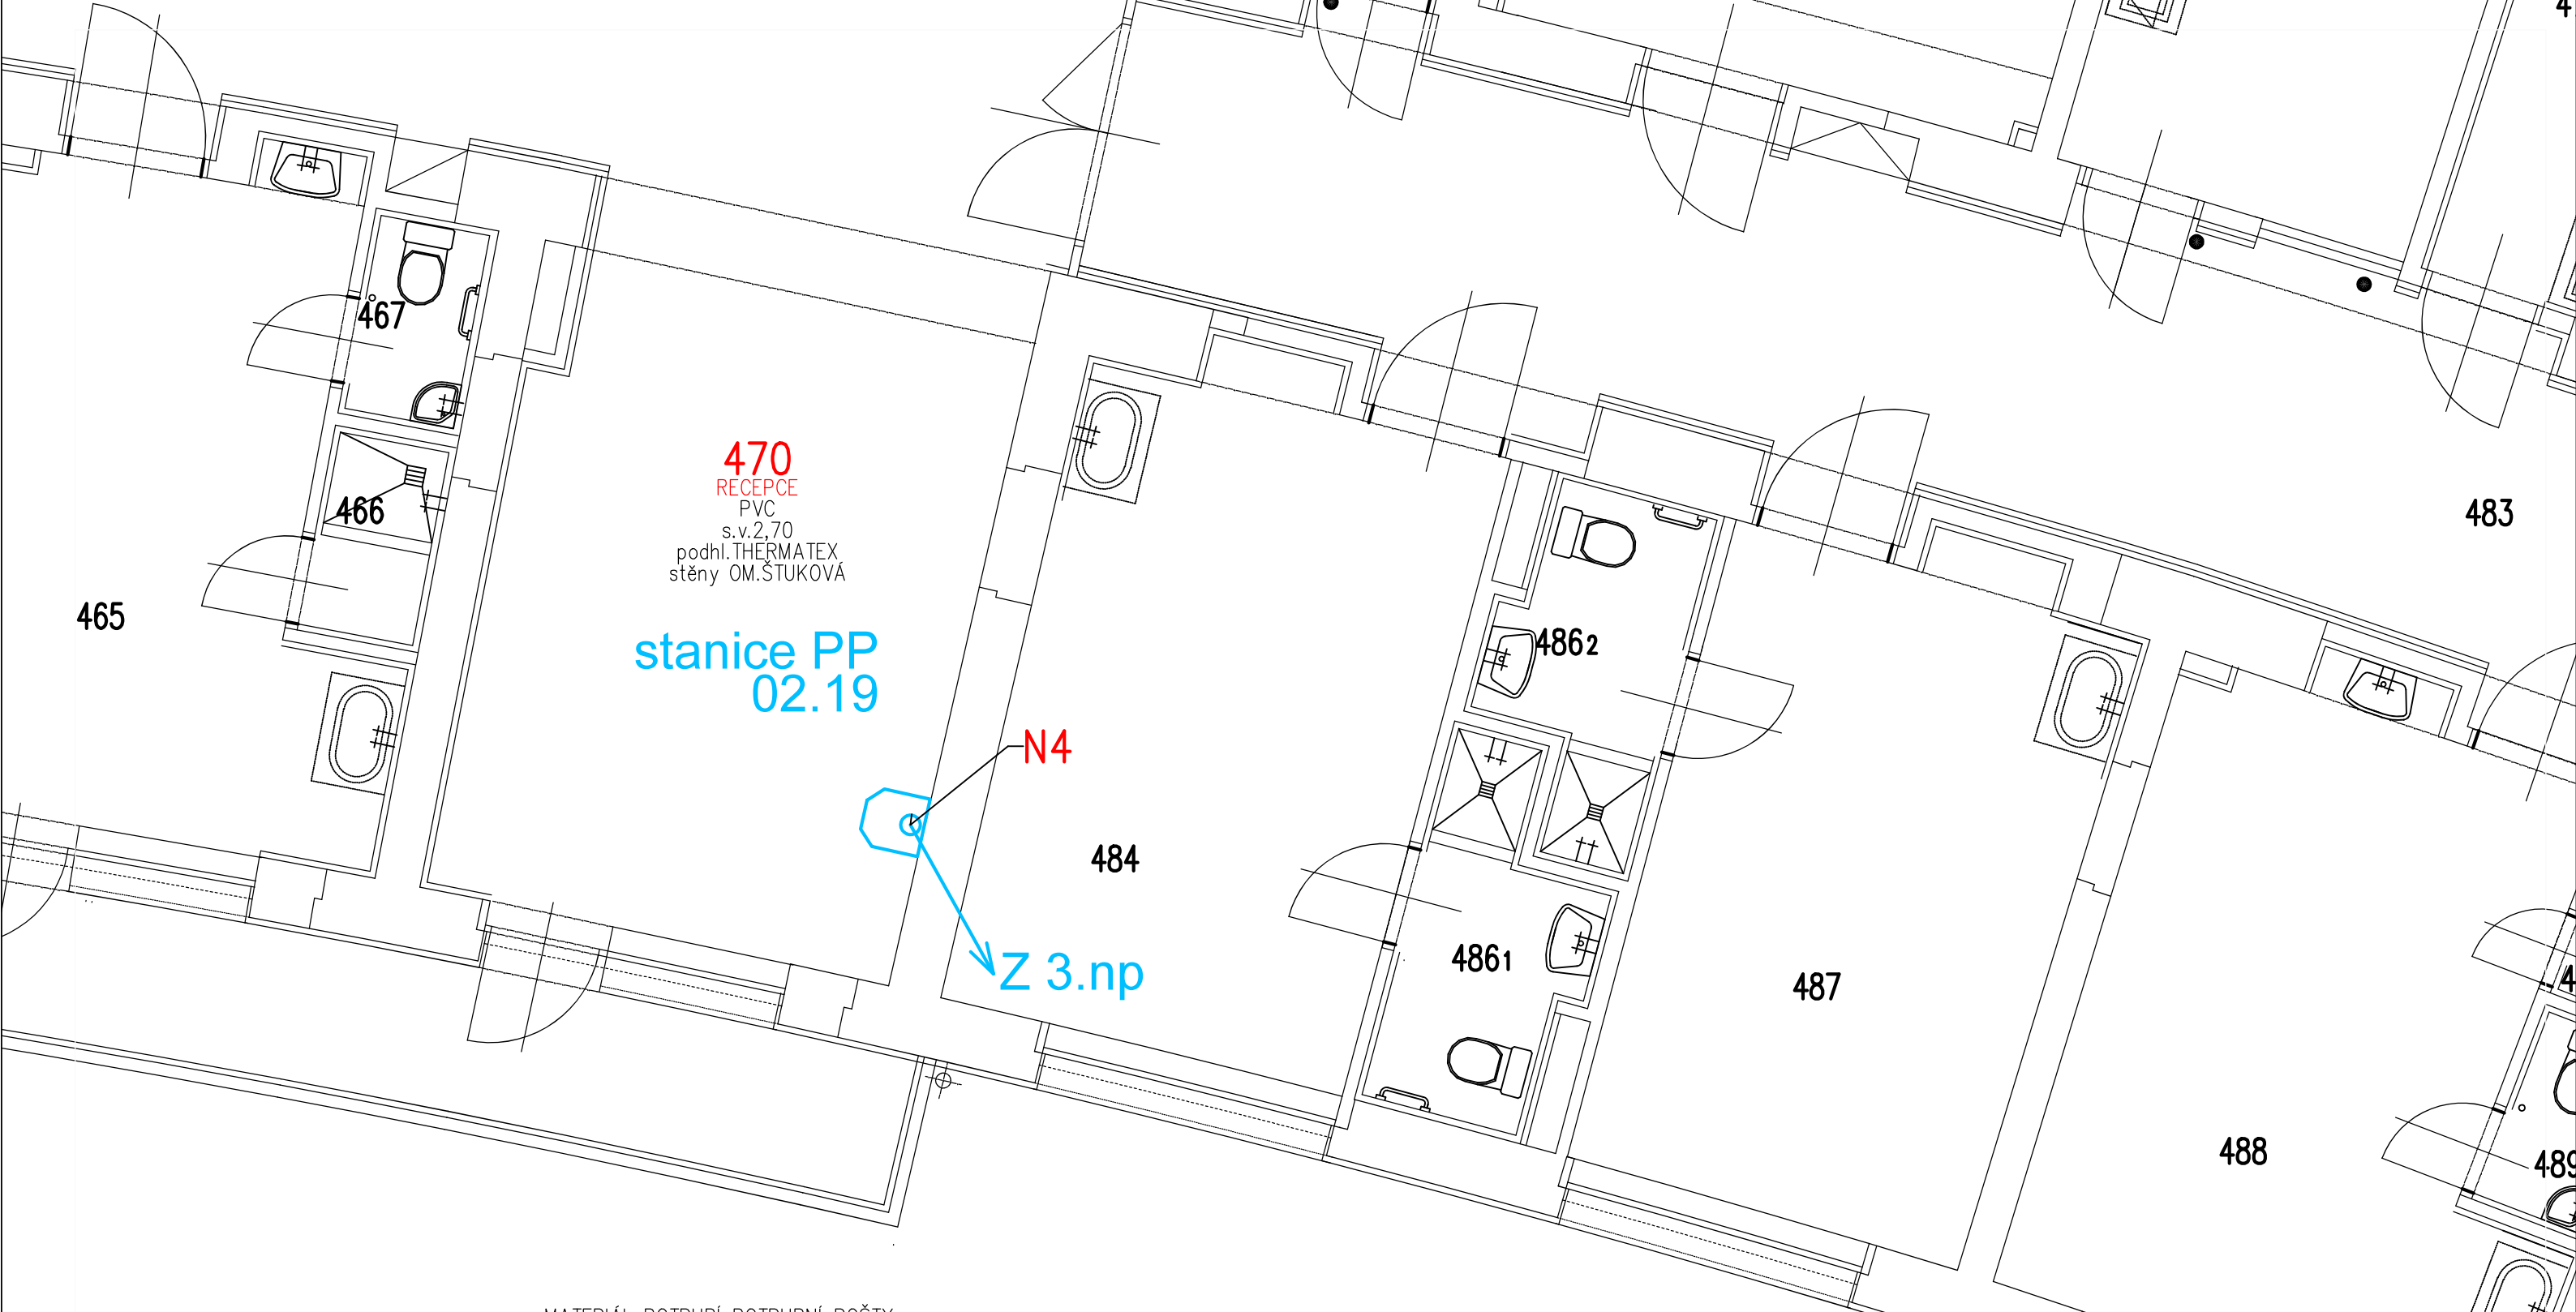 467
470
RECEPCE
PVC
s.v.2,70
podhl.THERMATEX
stěny OM.ŠTUKOVÁ
466
483
465
stanice PP
02.19
4862
N4
484
4861
Z 3.np
487
488